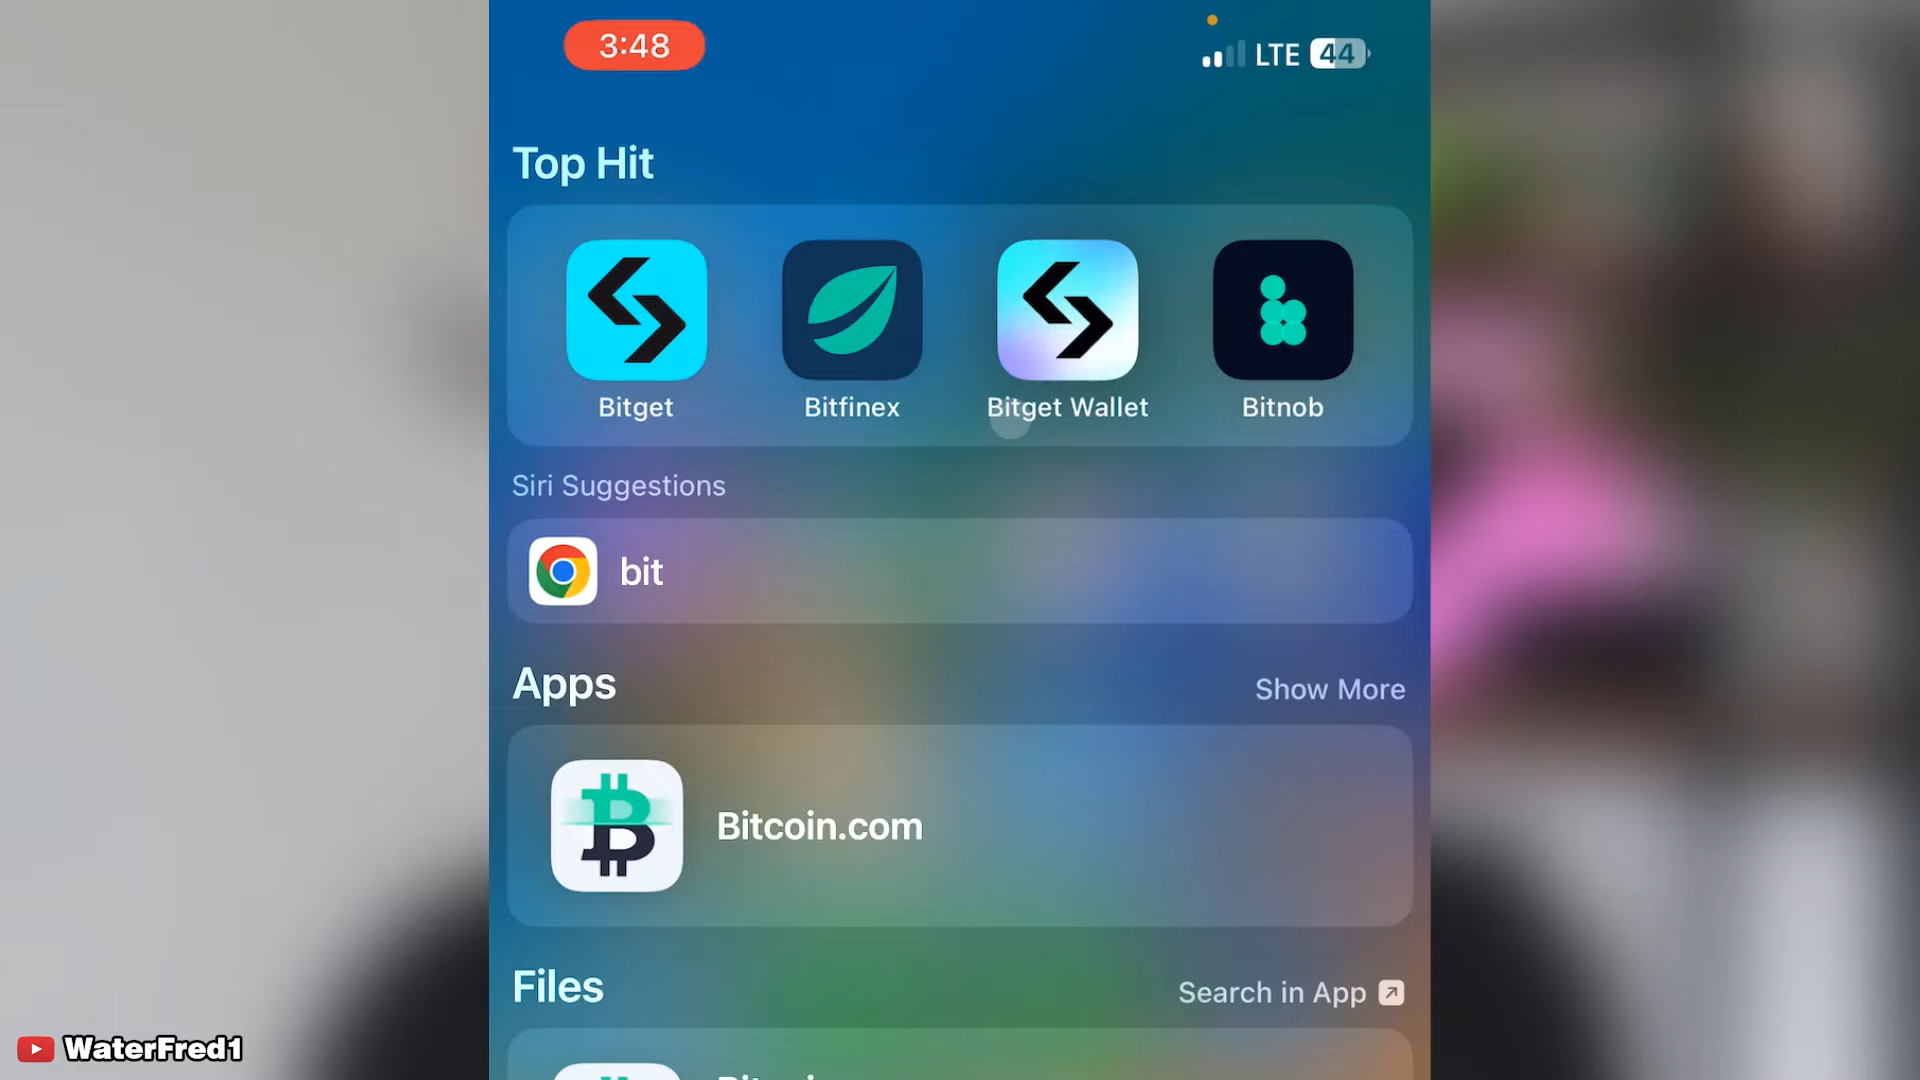 3:48
LTE 44
Top Hit
Bitget
Bitfinex
Bitget Wallet
Bitnob
Siri Suggestions
bit
Apps
Show More
Bitcoin.com
Files
Search in App
WaterFred1